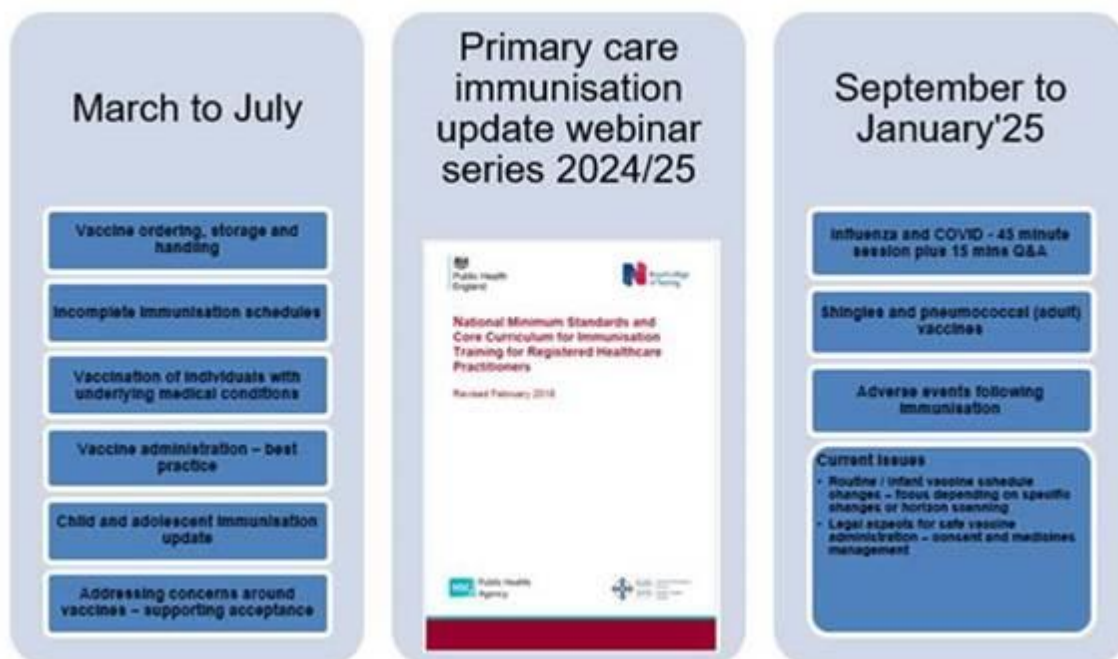 March to July
Vaccine ordering, storage and
handling
Incomplete immunisation schedules
Vaccination of individuals with
underlying medical conditions
Vaccine administration – best
practice
Child and adolescent immunisation
update
Addressing concerns around
vaccines – supporting acceptance
Primary care
immunisation
update webinar
series 2024/25
Public Health
England
National Minimum Standards and
Core Curriculum for Immunisation
Training for Registered Healthcare
Practitioners
Revised February 2018
Public Health
Agency
September to
January'25
Influenza and COVID - 45 minute
session plus 15 mins Q&A
Shingles and pneumococcal (adult)
vaccines
Adverse events following
immunisation
Current issues
• Routine / infant vaccine schedule
changes – focus depending on specific
changes or horizon scanning
• Legal aspects for safe vaccine
administration – consent and medicines
management